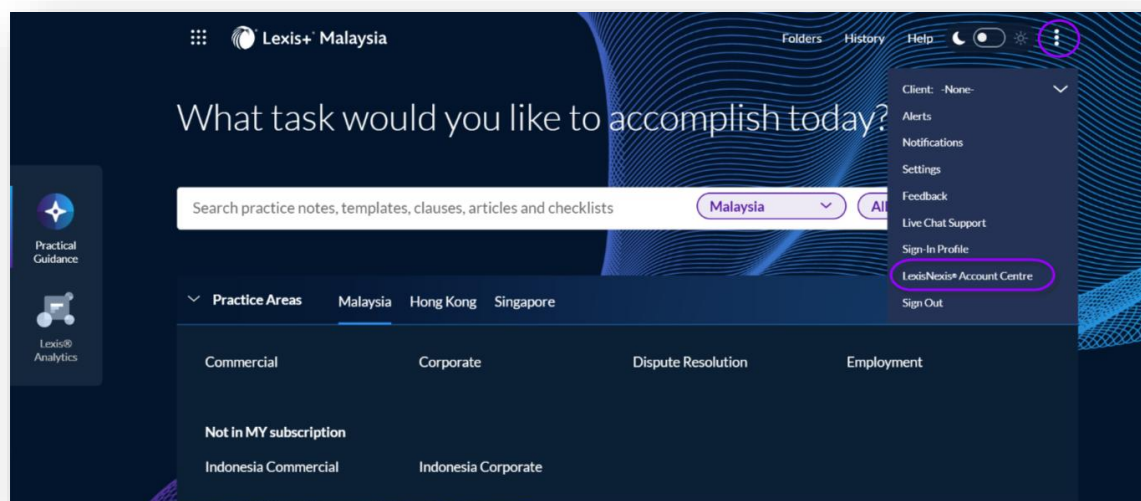 Lexis+® Malaysia
Folders History Help
Client: -None-
Alerts
Notifications
Settings
Feedback
Live Chat Support
Sign-In Profile
LexisNexis® Account Centre
Sign Out
What task would you like to accomplish today?
Search practice notes, templates, clauses, articles and checklists Malaysia
Practical
Guidance
Lexis®
Analytics
Practice Areas Malaysia Hong Kong Singapore
Commercial Corporate Dispute Resolution Employment
Not in MY subscription
Indonesia Commercial Indonesia Corporate